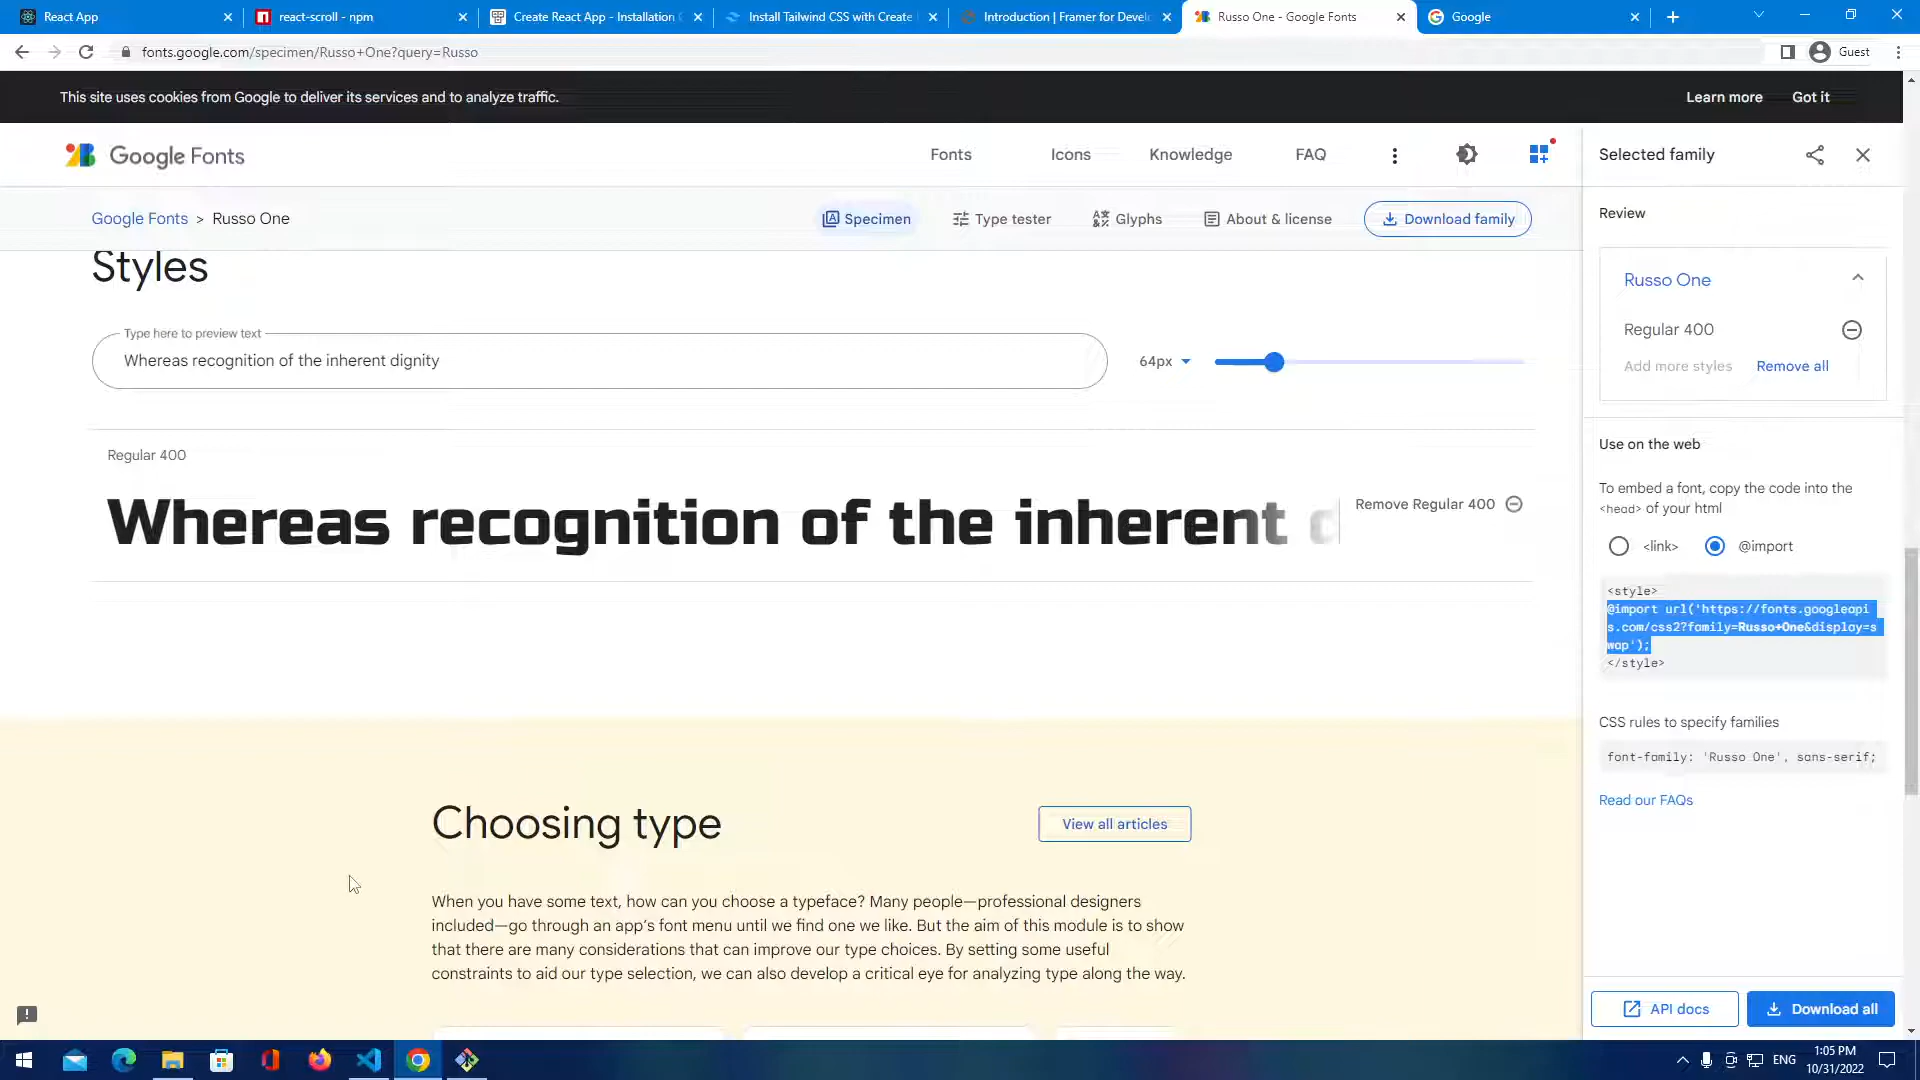 React App
react-scroll - npm
Create React App - Installation
Install Tailwind CSS with Create
Introduction | Framer for Develo
Russo One - Google Fonts
Google
fonts.google.com/specimen/Russo+One?query=Russo
Guest
This site uses cookies from Google to deliver its services and to analyze traffic.
Learn more
Got it
Google Fonts
Fonts
Icons
Knowledge
FAQ
Selected family
Google Fonts > Russo One
Specimen
Type tester
Glyphs
About & license
Download family
Review
Styles
Russo One
Type here to preview text
Whereas recognition of the inherent dignity
64px
Regular 400
Add more styles
Remove all
Regular 400
Whereas recognition of the inherent
Remove Regular 400
Use on the web
To embed a font, copy the code into the
<head> of your html
<link>
@import
<style>
@import url('https://fonts.googleapi
s.com/css2?family=Russo+One&display=s
wap');
</style>
CSS rules to specify families
font-family: 'Russo One', sans-serif;
Read our FAQs
Choosing type
View all articles
When you have some text, how can you choose a typeface? Many people—professional designers
included—go through an app's font menu until we find one we like. But the aim of this module is to show
that there are many considerations that can improve our type choices. By setting some useful
constraints to aid our type selection, we can also develop a critical eye for analyzing type along the way.
API docs
Download all
ENG
1:05 PM
10/31/2022